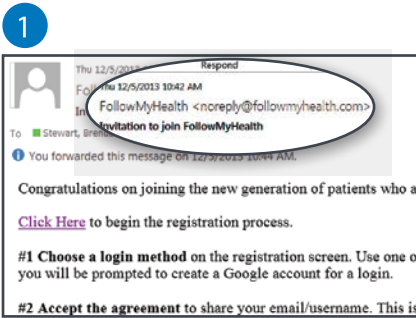 1
Thu 12/5/201
Respond
Thu 12/5/2013 10:42 AM
Fol
FollowMyHealth <noreply@followmyhealth.com>
In
Invitation to join FollowMyHealth
To Stewart, Bren
You forwarded this message on 12/5/2013 10:44 AM.
Congratulations on joining the new generation of patients who a
Click Here to begin the registration process.
#1 Choose a login method on the registration screen. Use one o
you will be prompted to create a Google account for a login.
#2 Accept the agreement to share your email/username. This is